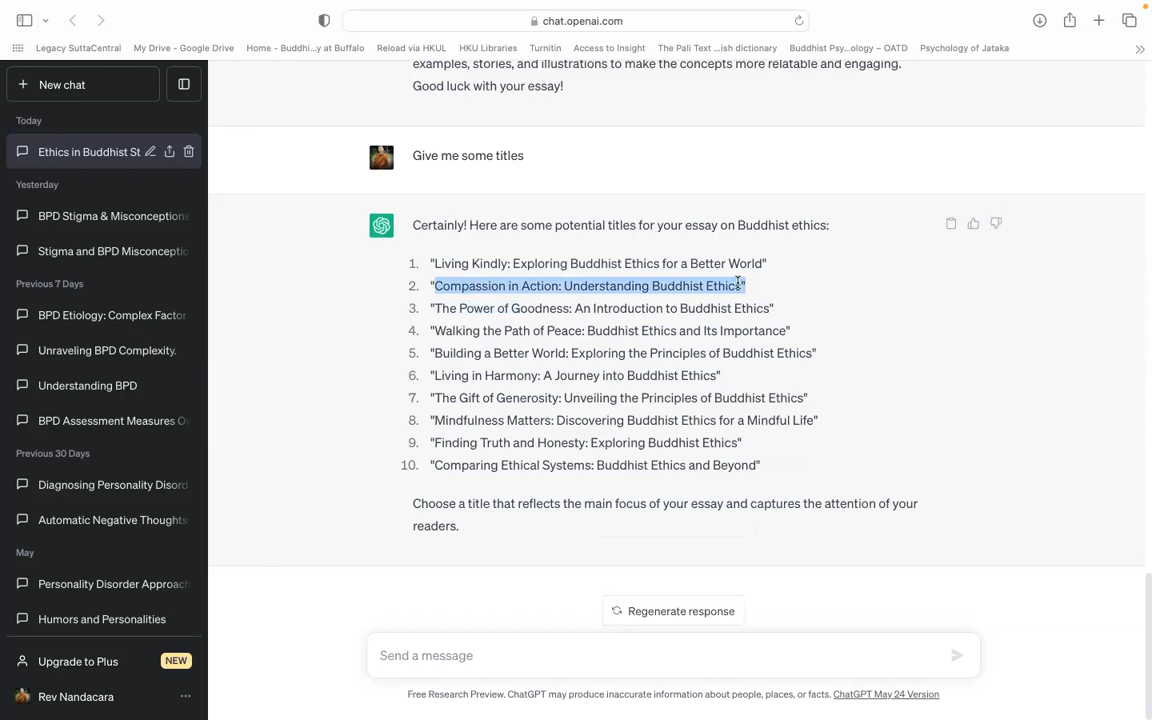 chat.openai.com
Legacy SuttaCentral
My Drive - Google Drive
Home - Buddhi...y at Buffalo
Reload via HKUL
HKU Libraries
Turnitin
Access to Insight
The Pali Text ...ish dictionary
Buddhist Psy...ology – OATD
Psychology of Jataka
New chat
Today
Ethics in Buddhist St
Yesterday
BPD Stigma & Misconceptions
Stigma and BPD Misconceptio
Previous 7 Days
BPD Etiology: Complex Factor
Unraveling BPD Complexity.
Understanding BPD
BPD Assessment Measures O
Previous 30 Days
Diagnosing Personality Disord
Automatic Negative Thoughts
May
Personality Disorder Approach
Humors and Personalities
Upgrade to Plus NEW
Rev Nandacara
examples, stories, and illustrations to make the concepts more relatable and engaging.
Good luck with your essay!
Give me some titles
Certainly! Here are some potential titles for your essay on Buddhist ethics:
1. "Living Kindly: Exploring Buddhist Ethics for a Better World"
2. "Compassion in Action: Understanding Buddhist Ethics"
3. "The Power of Goodness: An Introduction to Buddhist Ethics"
4. "Walking the Path of Peace: Buddhist Ethics and Its Importance"
5. "Building a Better World: Exploring the Principles of Buddhist Ethics"
6. "Living in Harmony: A Journey into Buddhist Ethics"
7. "The Gift of Generosity: Unveiling the Principles of Buddhist Ethics"
8. "Mindfulness Matters: Discovering Buddhist Ethics for a Mindful Life"
9. "Finding Truth and Honesty: Exploring Buddhist Ethics"
10. "Comparing Ethical Systems: Buddhist Ethics and Beyond"
Choose a title that reflects the main focus of your essay and captures the attention of your
readers.
Regenerate response
Send a message
Free Research Preview. ChatGPT may produce inaccurate information about people, places, or facts. ChatGPT May 24 Version